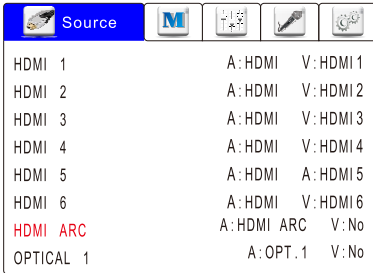 Source M
HDMI 1 A:HDMI V:HDMI1
HDMI 2 A:HDMI V:HDMI2
HDMI 3 A:HDMI V:HDMI3
HDMI 4 A:HDMI V:HDMI4
HDMI 5 A:HDMI A:HDMI5
HDMI 6 A:HDMI V:HDMI6
HDMI ARC A:HDMI ARC V:No
OPTICAL 1 A:OPT.1 V:No